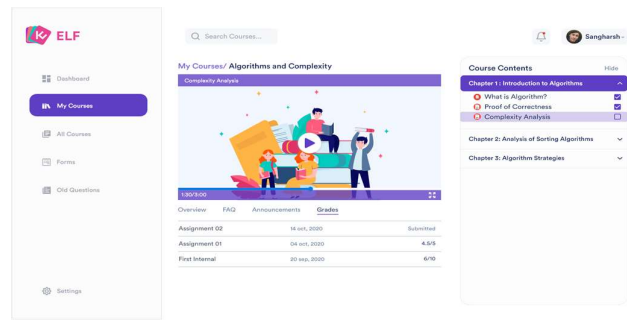 ELF
Search Courses...
Sangharsh
Dashboard
My Courses
All Courses
Forms
Old Questions
Settings
My Courses/ Algorithms and Complexity
Complexity Analysis
1:30/3:00
Overview FAQ Announcements Grades
Assignment 02 14 oct, 2020 Submitted
Assignment 01 04 oct, 2020 4.5/5
First Internal 20 sep, 2020 6/10
Course Contents Hide
Chapter 1 : Introduction to Algorithms
What is Algorithm?
Proof of Correctness
Complexity Analysis
Chapter 2: Analysis of Sorting Algorithms
Chapter 3: Algorithm Strategies